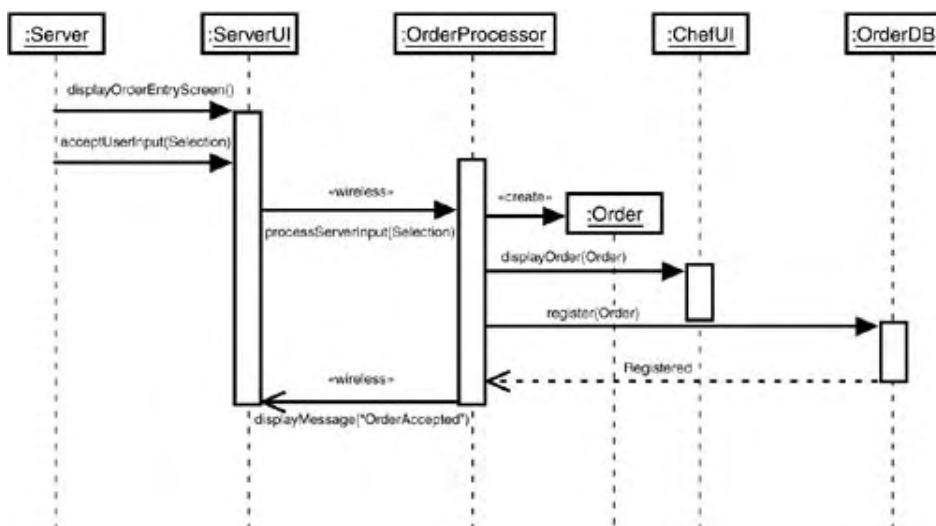 :Server
:ServerUI
:OrderProcessor
:ChefUI
:OrderDB
displayOrderEntryScreen()
acceptUserInput(Selection)
«wireless»
processServerInput(Selection)
«create»
:Order
displayOrder(Order)
register(Order)
Registered
«wireless»
displayMessage("OrderAccepted")